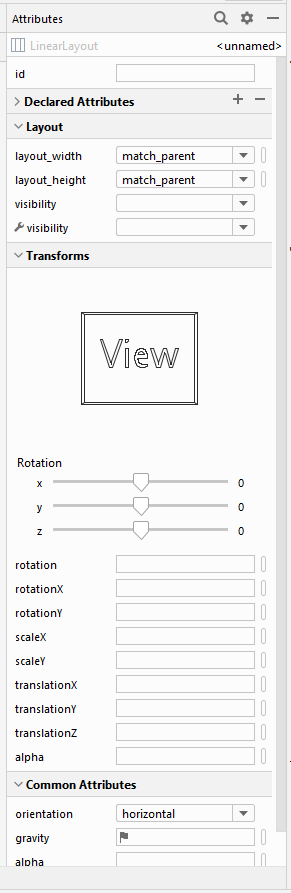 Attributes
LinearLayout <unnamed>
id
Declared Attributes
Layout
layout_width match_parent
layout_height match_parent
visibility
visibility
Transforms
View
Rotation
x 0
y 0
z 0
rotation
rotationX
rotationY
scaleX
scaleY
translationX
translationY
translationZ
alpha
Common Attributes
orientation horizontal
gravity
alpha